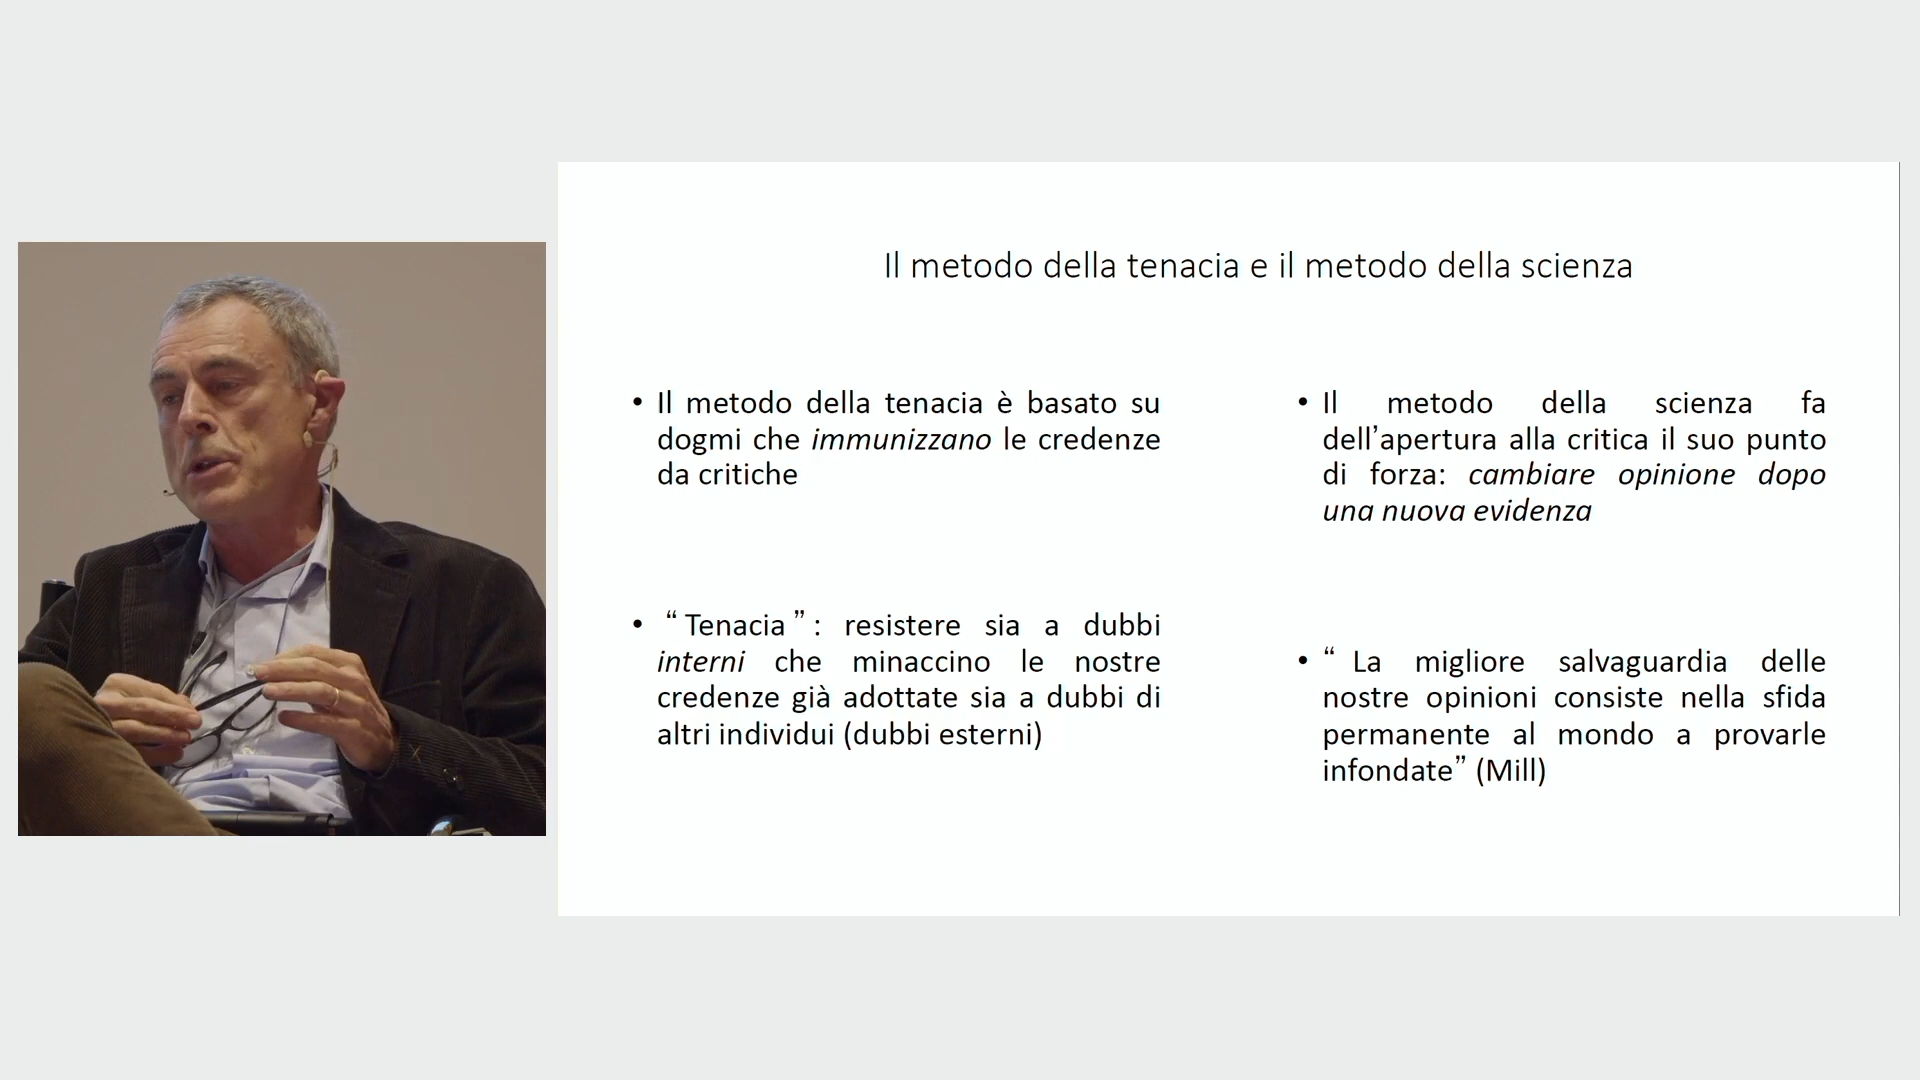 Il metodo della tenacia e il metodo della scienza
• Il metodo della tenacia è basato su
dogmi che immunizzano le credenze
da critiche
• “ Tenacia ” : resistere sia a dubbi
interni che minaccino le nostre
credenze già adottate sia a dubbi di
altri individui (dubbi esterni)
• Il metodo della scienza fa
dell’apertura alla critica il suo punto
di forza: cambiare opinione dopo
una nuova evidenza
• “ La migliore salvaguardia delle
nostre opinioni consiste nella sfida
permanente al mondo a provarle
infondate” (Mill)